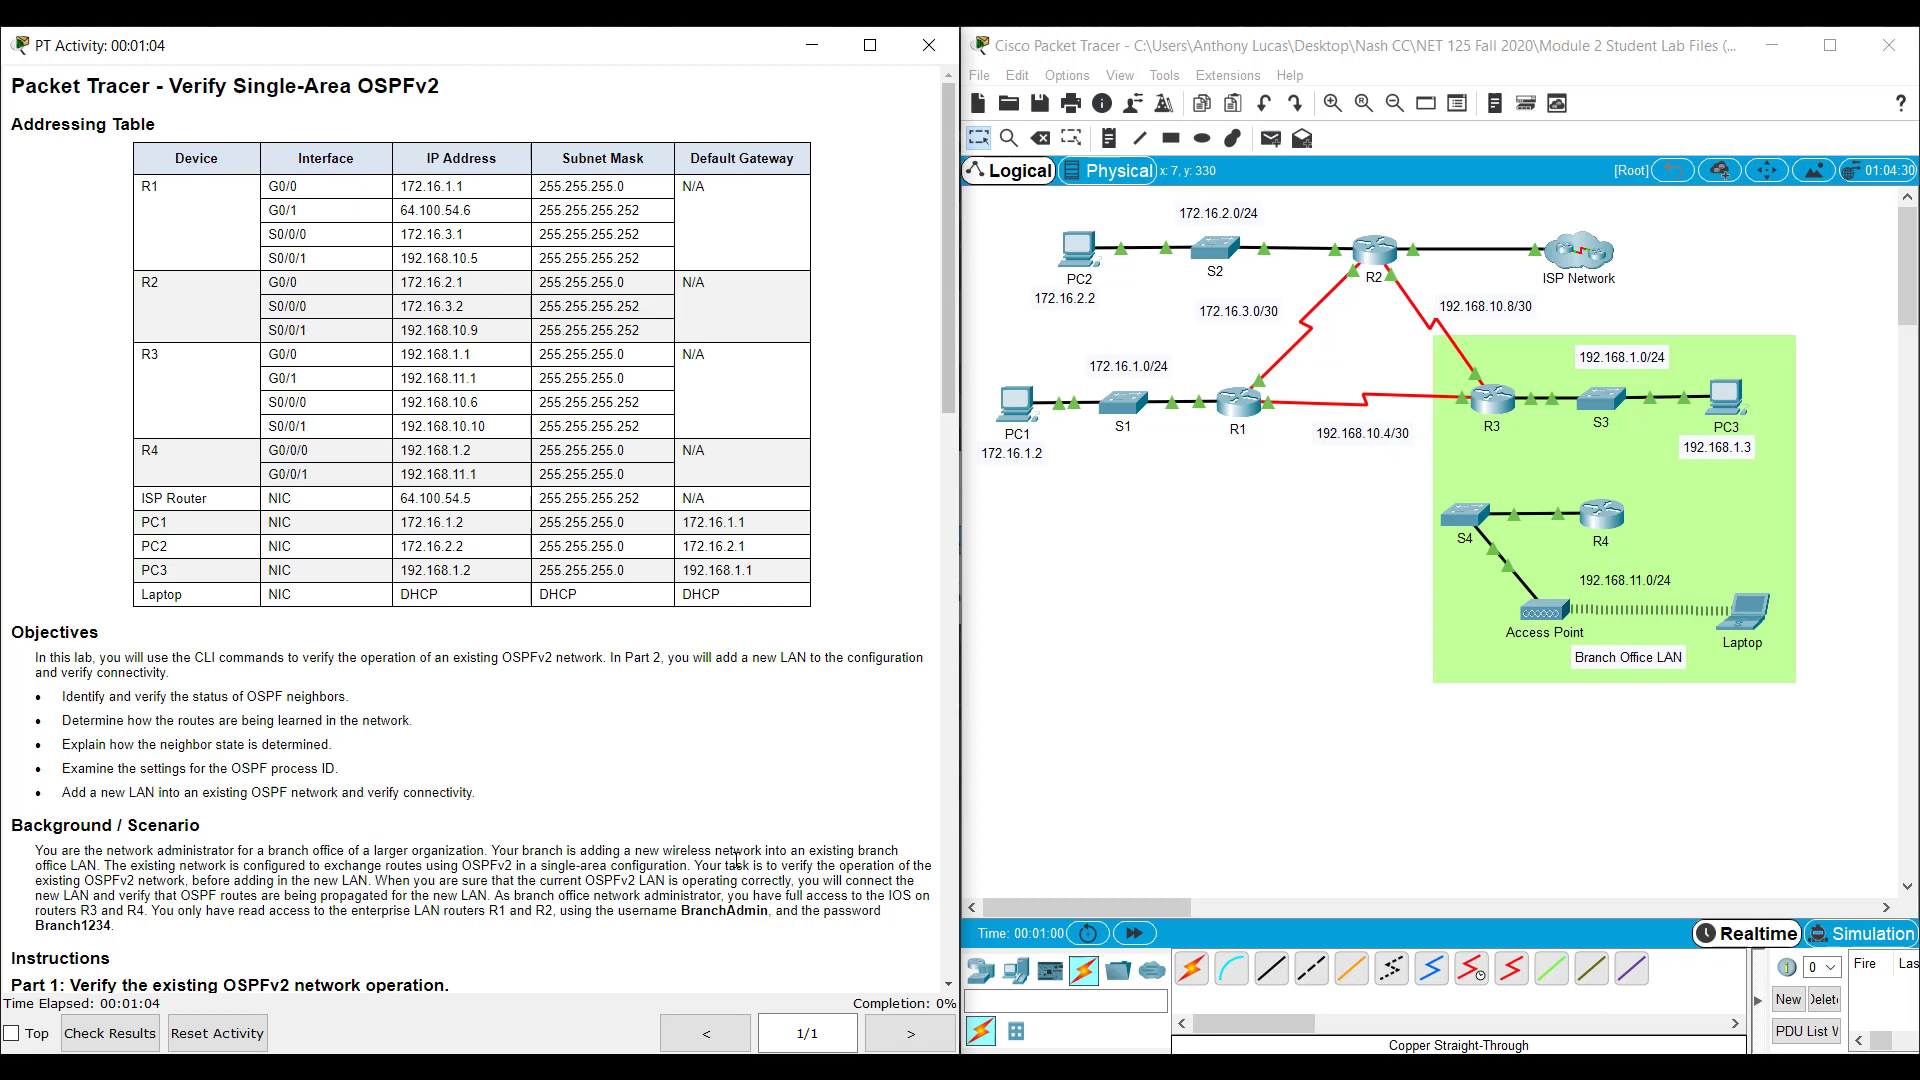 PT Activity: 00:01:04
Packet Tracer - Verify Single-Area OSPFv2
Addressing Table
Device Interface IP Address Subnet Mask Default Gateway
R1 G0/0 172.16.1.1 255.255.255.0 N/A
G0/1 64.100.54.6 255.255.255.252
S0/0/0 172.16.3.1 255.255.255.252
S0/0/1 192.168.10.5 255.255.255.252
R2 G0/0 172.16.2.1 255.255.255.0 N/A
S0/0/0 172.16.3.2 255.255.255.252
S0/0/1 192.168.10.9 255.255.255.252
R3 G0/0 192.168.1.1 255.255.255.0 N/A
G0/1 192.168.11.1 255.255.255.0
S0/0/0 192.168.10.6 255.255.255.252
S0/0/1 192.168.10.10 255.255.255.252
R4 G0/0/0 192.168.1.2 255.255.255.0 N/A
G0/0/1 192.168.11.1 255.255.255.0
ISP Router NIC 64.100.54.5 255.255.255.252 N/A
PC1 NIC 172.16.1.2 255.255.255.0 172.16.1.1
PC2 NIC 172.16.2.2 255.255.255.0 172.16.2.1
PC3 NIC 192.168.1.2 255.255.255.0 192.168.1.1
Laptop NIC DHCP DHCP DHCP
Objectives
In this lab, you will use the CLI commands to verify the operation of an existing OSPFv2 network. In Part 2, you will add a new LAN to the configuration
and verify connectivity.
• Identify and verify the status of OSPF neighbors.
• Determine how the routes are being learned in the network.
• Explain how the neighbor state is determined.
• Examine the settings for the OSPF process ID.
• Add a new LAN into an existing OSPF network and verify connectivity.
Background / Scenario
You are the network administrator for a branch office of a larger organization. Your branch is adding a new wireless network into an existing branch
office LAN. The existing network is configured to exchange routes using OSPFv2 in a single-area configuration. Your task is to verify the operation of the
existing OSPFv2 network, before adding in the new LAN. When you are sure that the current OSPFv2 LAN is operating correctly, you will connect the
new LAN and verify that OSPF routes are being propagated for the new LAN. As branch office network administrator, you have full access to the IOS on
routers R3 and R4. You only have read access to the enterprise LAN routers R1 and R2, using the username BranchAdmin, and the password
Branch1234.
Instructions
Part 1: Verify the existing OSPFv2 network operation.
Time Elapsed: 00:01:04 Completion: 0%
Top Check Results Reset Activity < 1/1 >
Cisco Packet Tracer - C:\Users\Anthony Lucas\Desktop\Nash CC\NET 125 Fall 2020\Module 2 Student Lab Files (...
File Edit Options View Tools Extensions Help
?
Logical Physical x: 7, y: 330 [Root] 01:04:30
172.16.2.0/24
PC2
172.16.2.2
S2
R2
ISP Network
172.16.3.0/30
192.168.10.8/30
192.168.1.0/24
172.16.1.0/24
PC1
172.16.1.2
S1
R1
192.168.10.4/30
R3
S3
PC3
192.168.1.3
S4
R4
192.168.11.0/24
Access Point
Laptop
Branch Office LAN
Time: 00:01:00 Realtime Simulation
0 Fire Las
New Delet
PDU List W
Copper Straight-Through